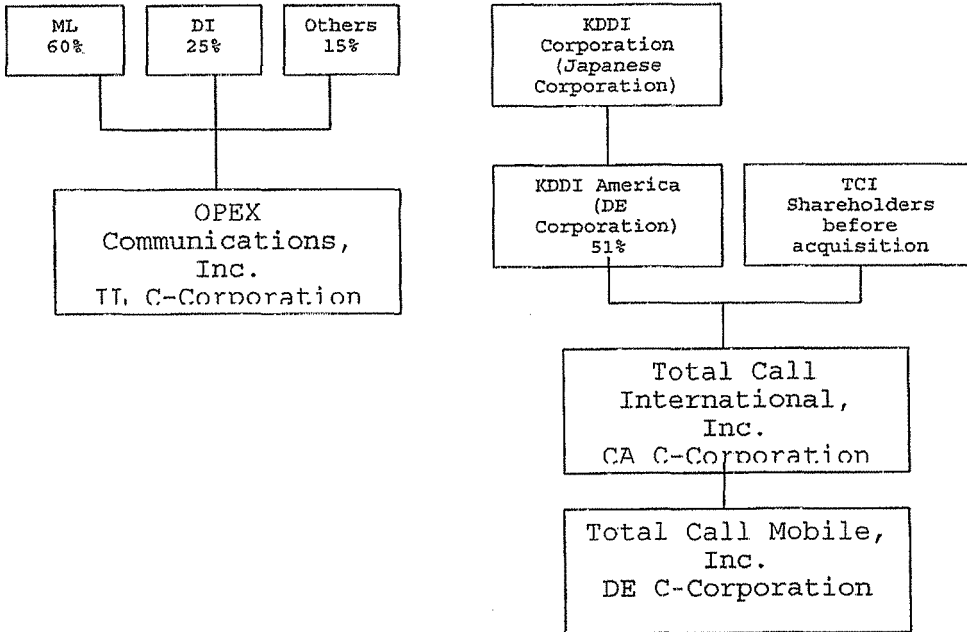 ML
60%
DI
25%
Others
15%
OPEX
Communications,
Inc.
IL C-Corporation
KDDI
Corporation
(Japanese
Corporation)
KDDI America
(DE
Corporation)
51%
TCI
Shareholders
before
acquisition
Total Call
International,
Inc.
CA C-Corporation
Total Call Mobile,
Inc.
DE C-Corporation